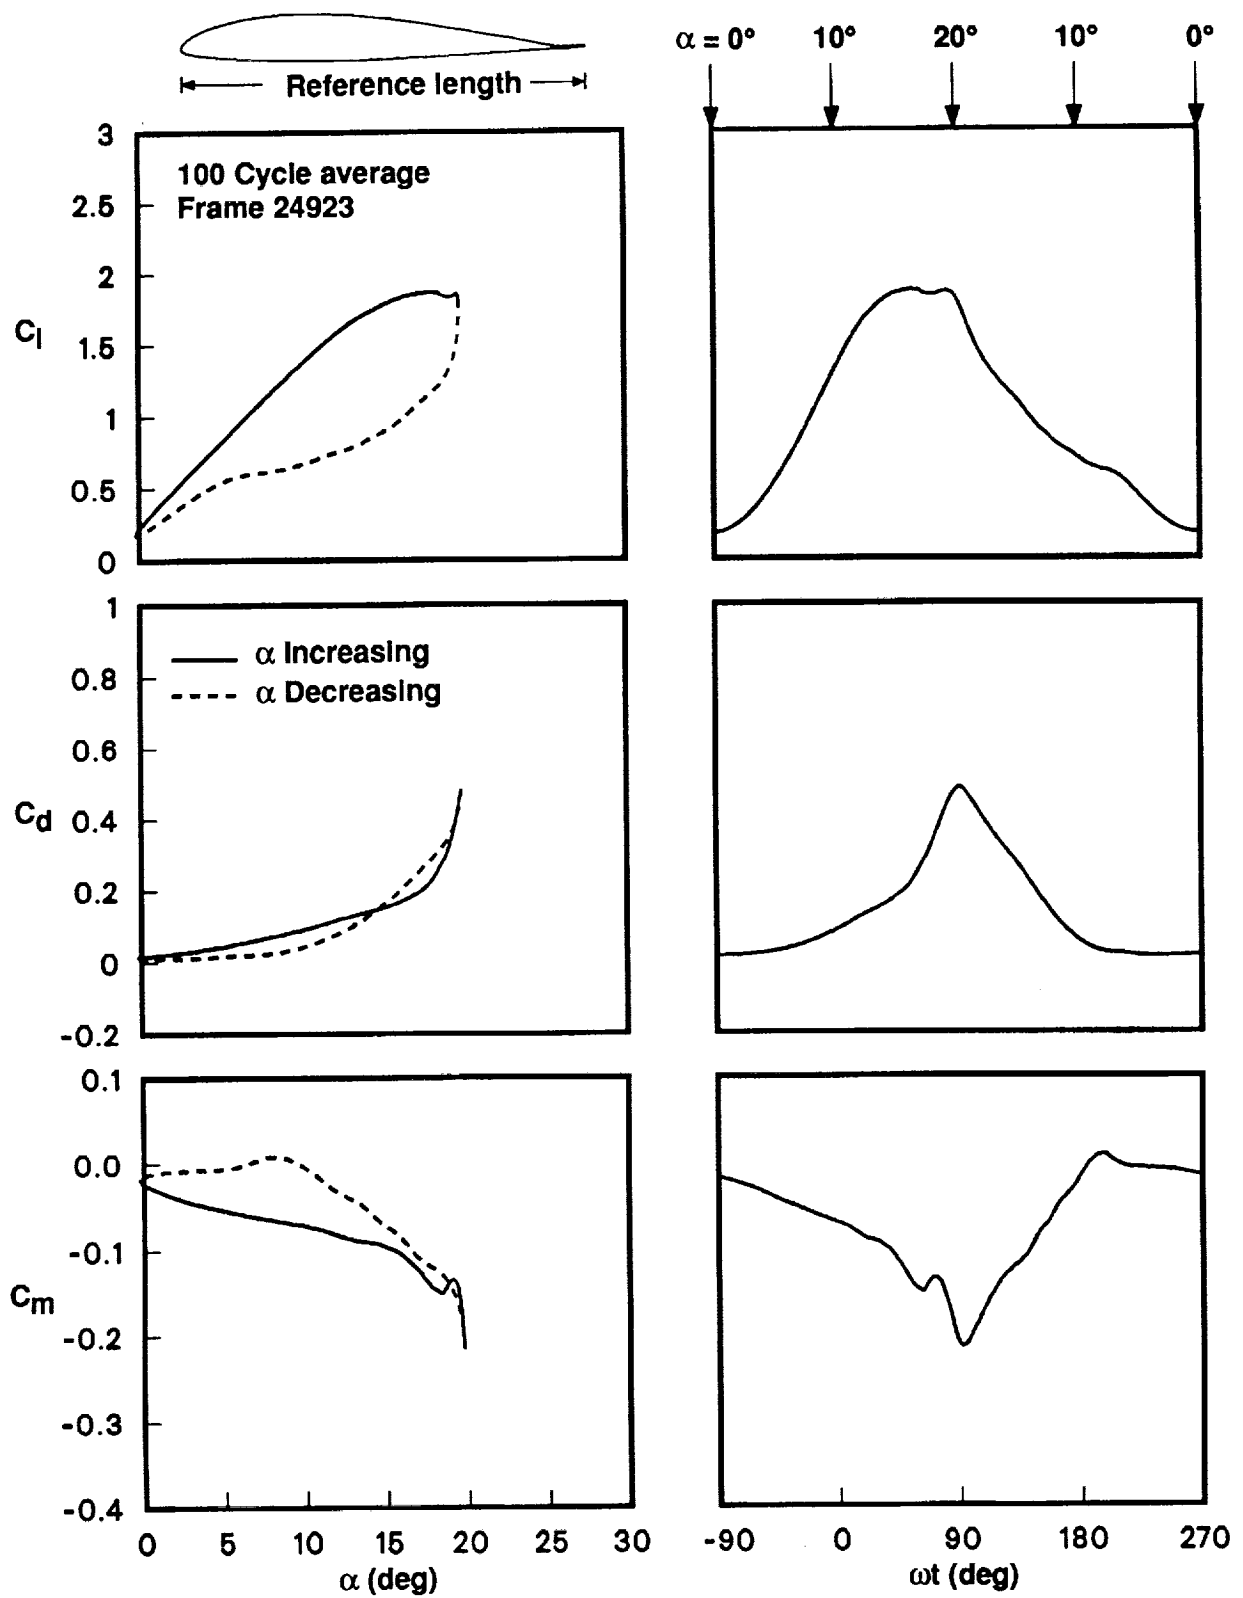 α = 0° 10° 20° 10° 0°
Reference length
3
100 Cycle average
Frame 24923
2.5
2
Cl
1.5
1
0.5
0
1
α Increasing
α Decreasing
0.8
0.6
Cd
0.4
0.2
0
-0.2
0.1
0.0
-0.1
Cm
-0.2
-0.3
-0.4
0 5 10 15 20 25 30
α (deg)
-90 0 90 180 270
ωt (deg)